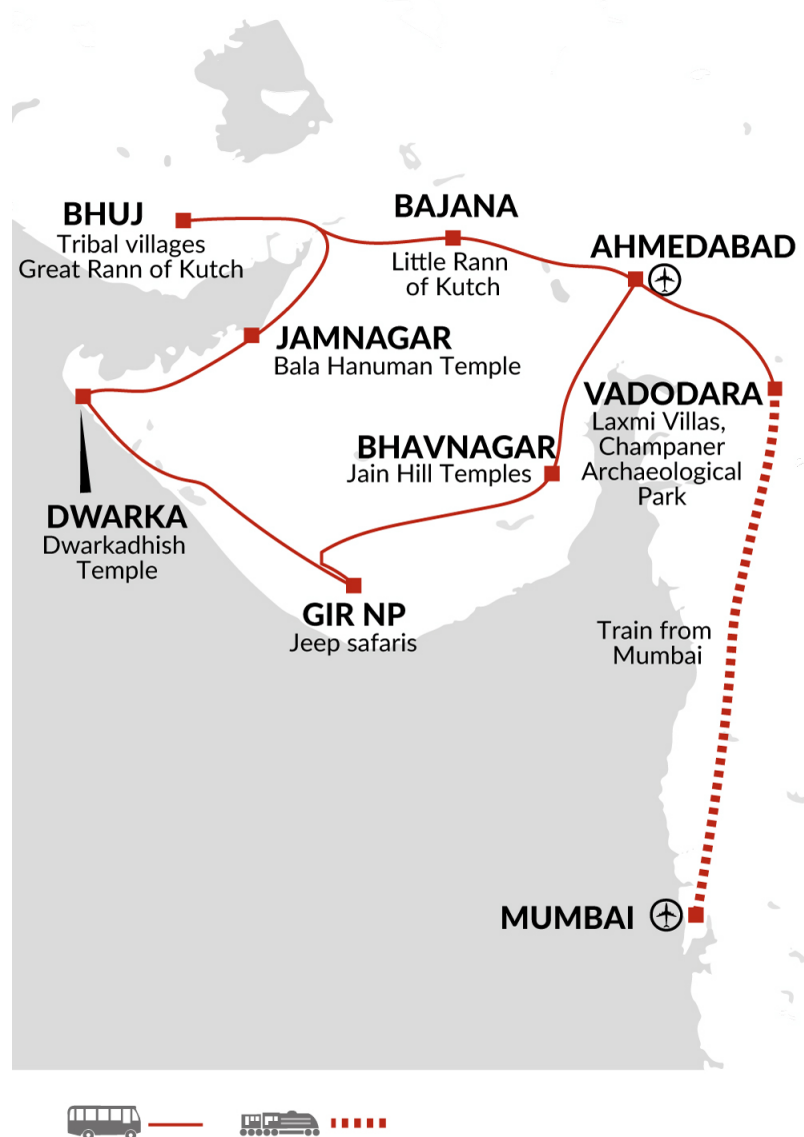 BHUJ
Tribal villages
Great Rann of Kutch
BAJANA
Little Rann
of Kutch
AHMEDABAD
JAMNAGAR
Bala Hanuman Temple
VADODARA
Laxmi Villas,
Champaner
Archaeological
Park
BHAVNAGAR
Jain Hill Temples
DWARKA
Dwarkadhish
Temple
GIR NP
Jeep safaris
Train from
Mumbai
MUMBAI